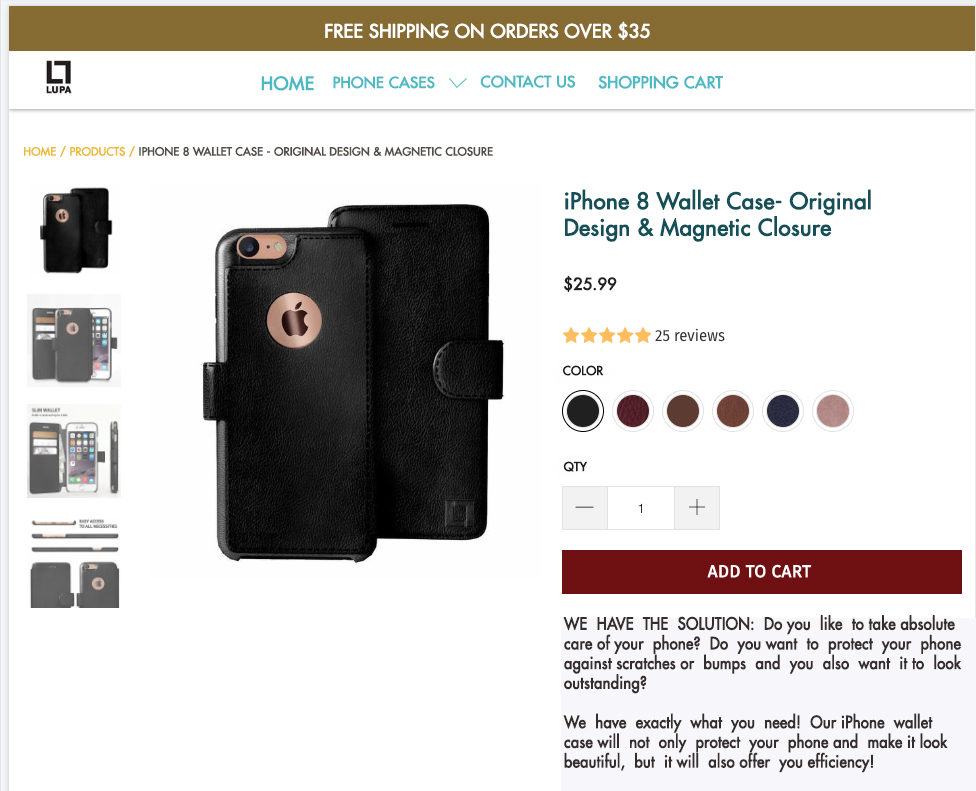 FREE SHIPPING ON ORDERS OVER $35
LUPA
HOME PHONE CASES CONTACT US SHOPPING CART
HOME / PRODUCTS / IPHONE 8 WALLET CASE - ORIGINAL DESIGN & MAGNETIC CLOSURE
iPhone 8 Wallet Case- Original
Design & Magnetic Closure
$25.99
25 reviews
COLOR
QTY
1
ADD TO CART
WE HAVE THE SOLUTION: Do you like to take absolute
care of your phone? Do you want to protect your phone
against scratches or bumps and you also want it to look
outstanding?
We have exactly what you need! Our iPhone wallet
case will not only protect your phone and make it look
beautiful, but it will also offer you efficiency!
SLIM WALLET
EASY ACCESS
TO ALL NECESSITIES